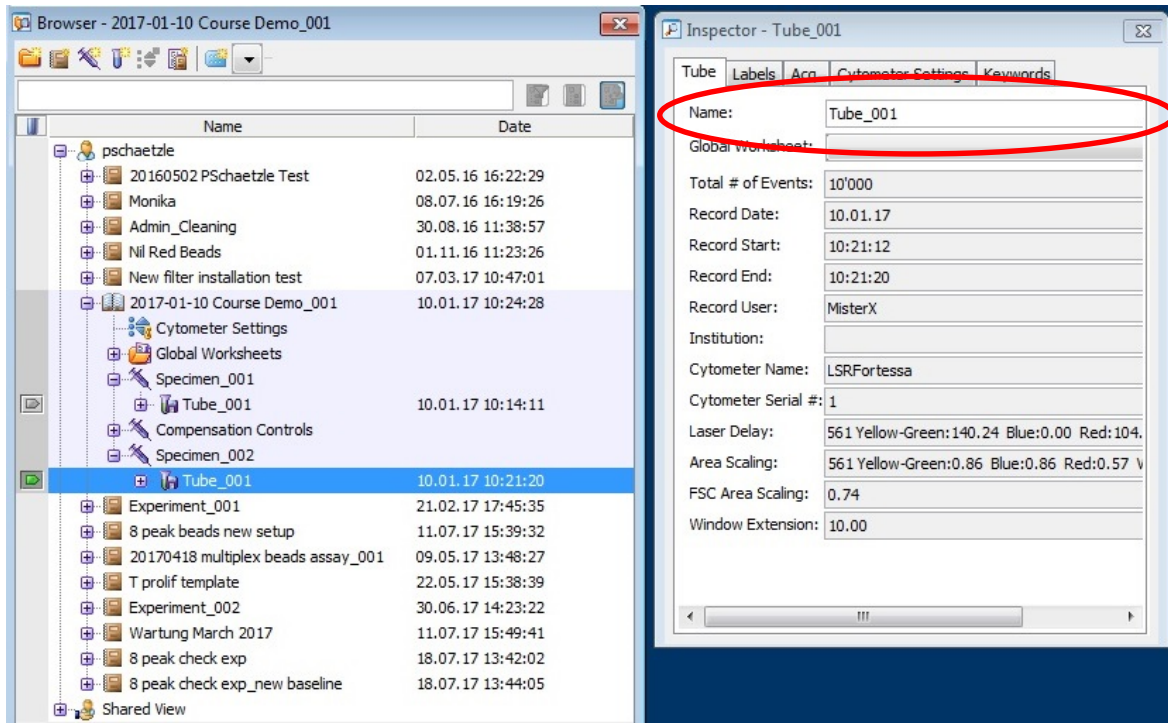 Browser - 2017-01-10 Course Demo_001
Name Date
pschaetzle
20160502 PSchaetzle Test 02.05.16 16:22:29
Monika 08.07.16 16:19:26
Admin_Cleaning 30.08.16 11:38:57
Nil Red Beads 01.11.16 11:23:26
New filter installation test 07.03.17 10:47:01
2017-01-10 Course Demo_001 10.01.17 10:24:28
Cytometer Settings
Global Worksheets
Specimen_001
Tube_001 10.01.17 10:14:11
Compensation Controls
Specimen_002
Tube_001 10.01.17 10:21:20
Experiment_001 21.02.17 17:45:35
8 peak beads new setup 11.07.17 15:39:32
20170418 multiplex beads assay_001 09.05.17 13:48:27
T prolif template 22.05.17 15:38:39
Experiment_002 30.06.17 14:23:22
Wartung March 2017 11.07.17 15:49:41
8 peak check exp 18.07.17 13:42:02
8 peak check exp_new baseline 18.07.17 13:44:05
Shared View
Inspector - Tube_001
Tube Labels Acq Cytometer Settings Keywords
Name: Tube_001
Global Worksheet:
Total # of Events: 10'000
Record Date: 10.01.17
Record Start: 10:21:12
Record End: 10:21:20
Record User: MisterX
Institution:
Cytometer Name: LSRFortessa
Cytometer Serial #: 1
Laser Delay: 561 Yellow-Green:140.24 Blue:0.00 Red:104.
Area Scaling: 561 Yellow-Green:0.86 Blue:0.86 Red:0.57
FSC Area Scaling: 0.74
Window Extension: 10.00